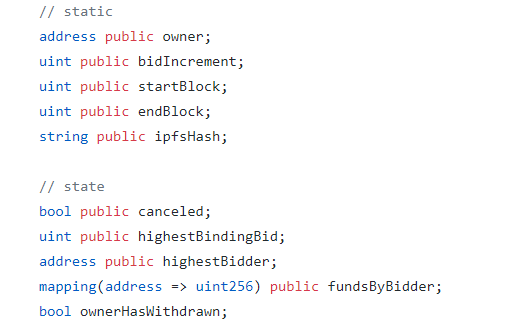 // static
address public owner;
uint public bidIncrement;
uint public startBlock;
uint public endBlock;
string public ipfsHash;
// state
bool public canceled;
uint public highestBindingBid;
address public highestBidder;
mapping(address => uint256) public fundsByBidder;
bool ownerHasWithdrawn;